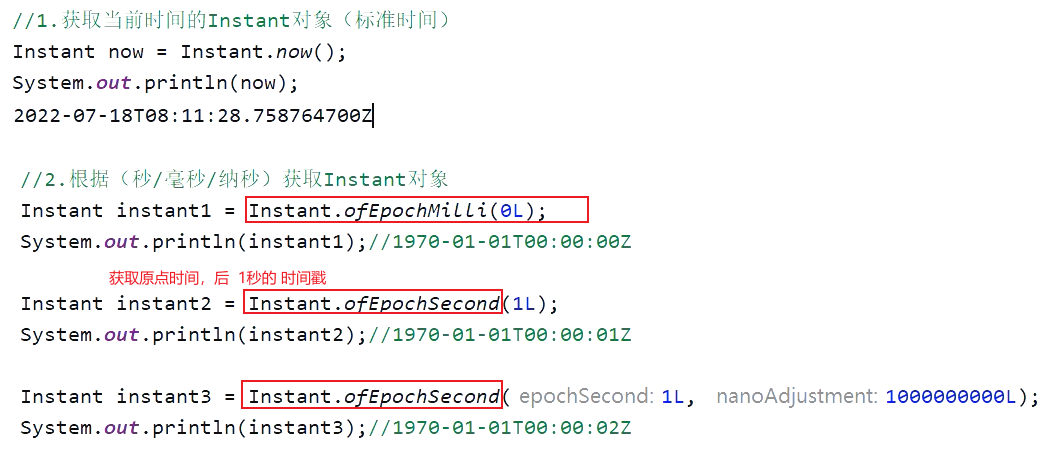 //1.获取当前时间的Instant对象（标准时间）
Instant now = Instant.now();
System.out.println(now);
2022-07-18T08:11:28.758764700Z
//2.根据（秒/毫秒/纳秒）获取Instant对象
Instant instant1 = Instant.ofEpochMilli(0L);
System.out.println(instant1);//1970-01-01T00:00:00Z
获取原点时间，后 1秒的 时间戳
Instant instant2 = Instant.ofEpochSecond(1L);
System.out.println(instant2);//1970-01-01T00:00:01Z
Instant instant3 = Instant.ofEpochSecond( epochSecond: 1L, nanoAdjustment: 1000000000L);
System.out.println(instant3);//1970-01-01T00:00:02Z